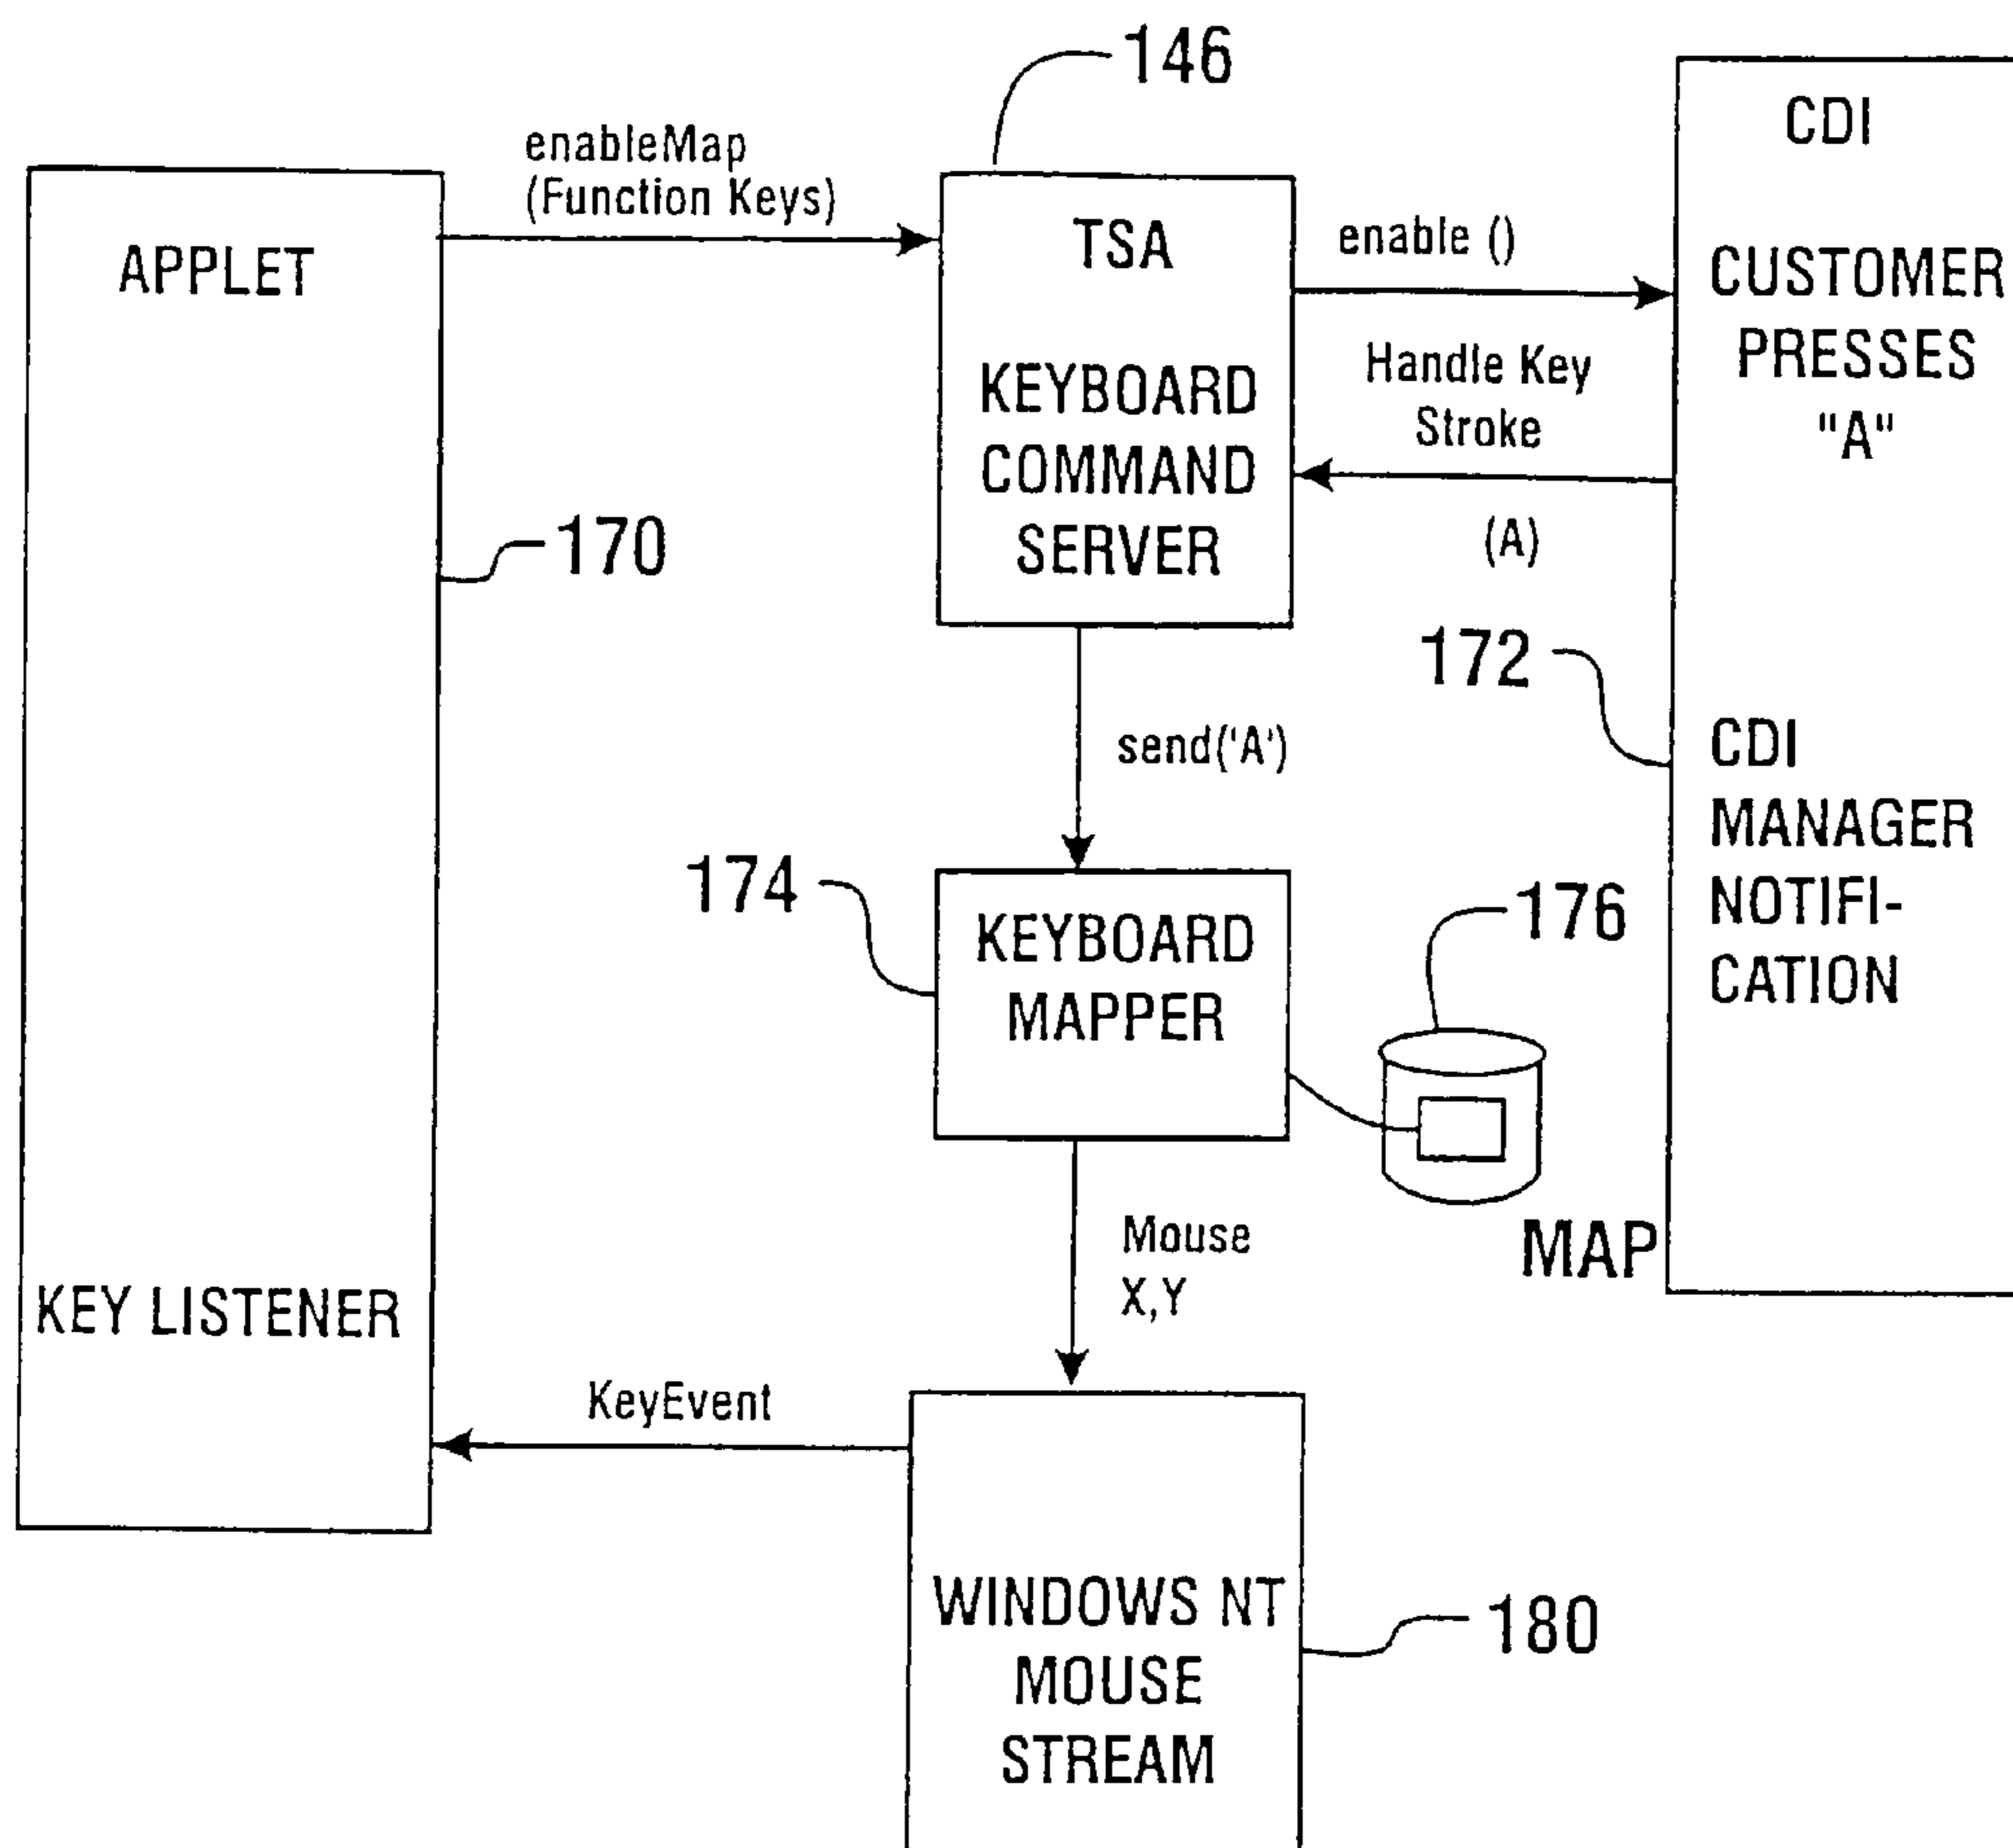 146
CDI
enableMap
(Function Keys)
APPLET
TSA
enable ()
CUSTOMER
PRESSES
"A"
Handle Key
Stroke
KEYBOARD
COMMAND
SERVER
(A)
170
172
send('A')
CDI
MANAGER
NOTIFI-
CATION
174
KEYBOARD
MAPPER
176
MAP
Mouse
X,Y
KEY LISTENER
KeyEvent
WINDOWS NT
MOUSE
STREAM
180